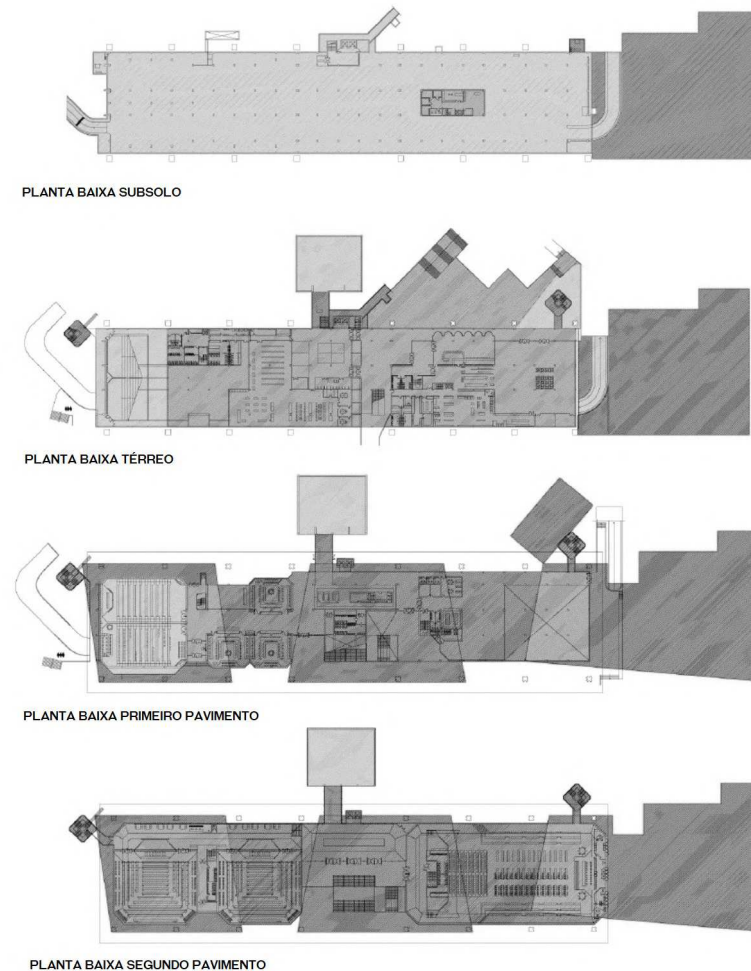 PLANTA BAIXA SUBSOLO
PLANTA BAIXA TÉRREO
PLANTA BAIXA PRIMEIRO PAVIMENTO
PLANTA BAIXA SEGUNDO PAVIMENTO